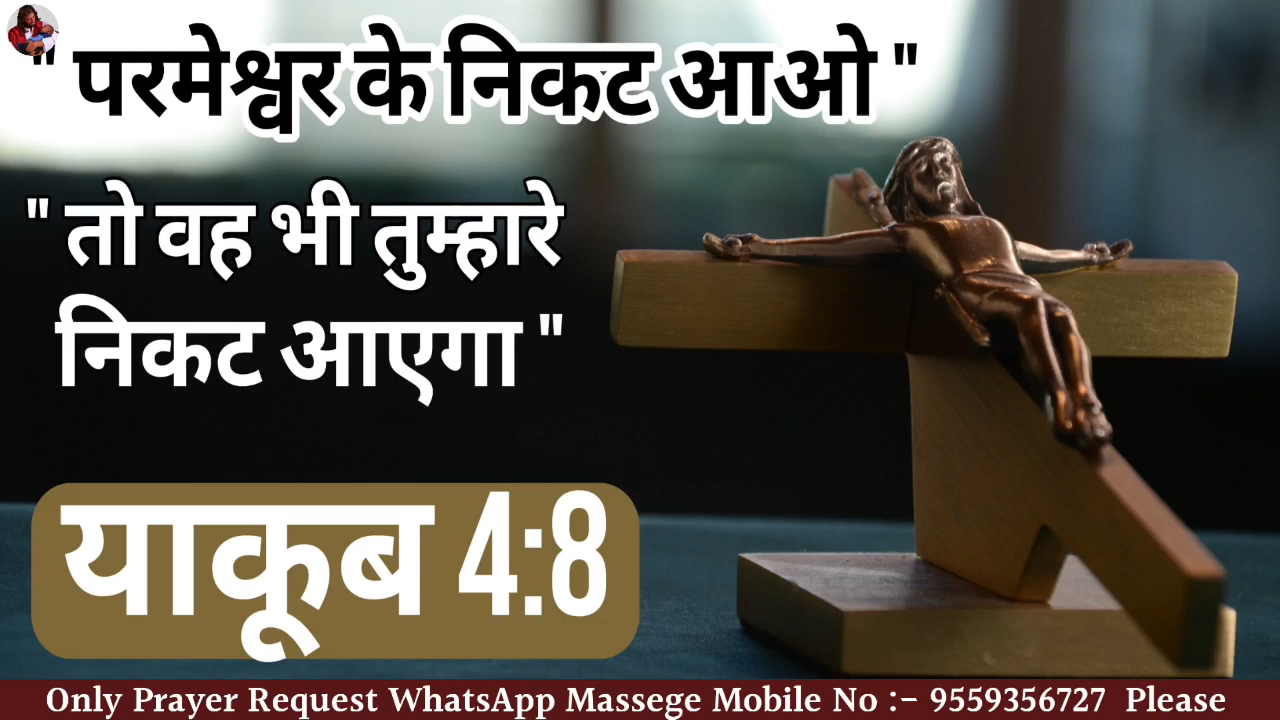 " परमेश्वर के निकट आओ "
" तो वह भी तुम्हारे
निकट आएगा "
याकूब 4:8
Only Prayer Request WhatsApp Massege Mobile No :- 9559356727 Please